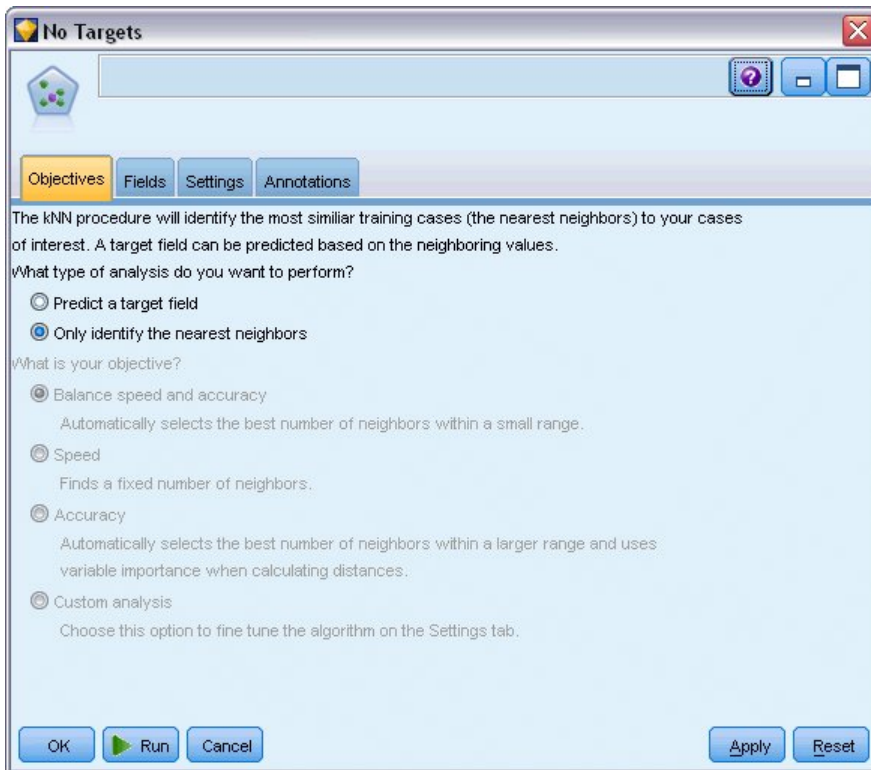 No Targets
Objectives Fields Settings Annotations
The kNN procedure will identify the most similiar training cases (the nearest neighbors) to your cases
of interest. A target field can be predicted based on the neighboring values.
What type of analysis do you want to perform?
Predict a target field
Only identify the nearest neighbors
What is your objective?
Balance speed and accuracy
Automatically selects the best number of neighbors within a small range.
Speed
Finds a fixed number of neighbors.
Accuracy
Automatically selects the best number of neighbors within a larger range and uses
variable importance when calculating distances.
Custom analysis
Choose this option to fine tune the algorithm on the Settings tab.
OK Run Cancel Apply Reset